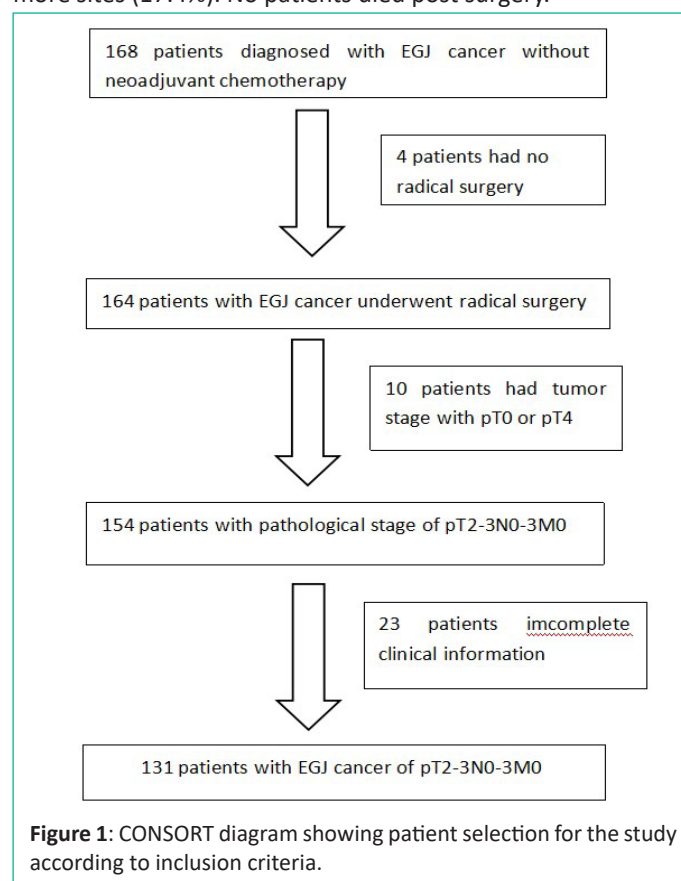 more sites (17.4%). No patients died post surgery.
168 patients diagnosed with EGJ cancer without
neoadjuvant chemotherapy
4 patients had no
radical surgery
164 patients with EGJ cancer underwent radical surgery
10 patients had tumor
stage with pT0 or pT4
154 patients with pathological stage of pT2-3N0-3M0
23 patients imcomplete
clinical information
131 patients with EGJ cancer of pT2-3N0-3M0
Figure 1: CONSORT diagram showing patient selection for the study
according to inclusion criteria.